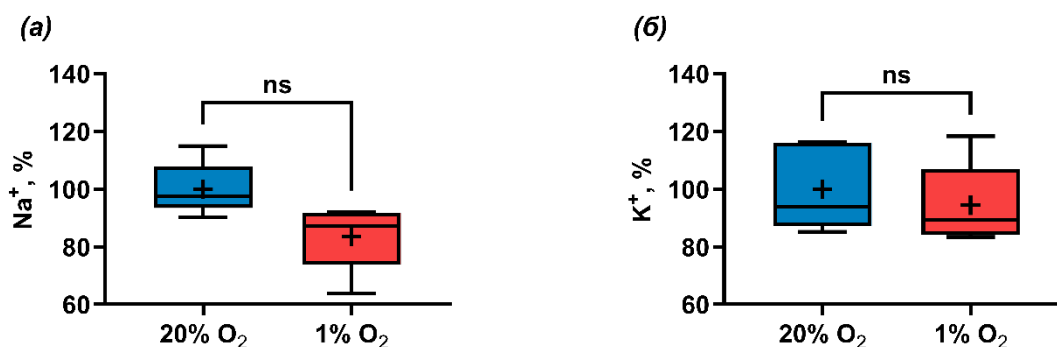 (а)
Na⁺, %
140
120
100
80
60
ns
20% O₂
1% O₂
(б)
K⁺, %
140
120
100
80
60
ns
20% O₂
1% O₂